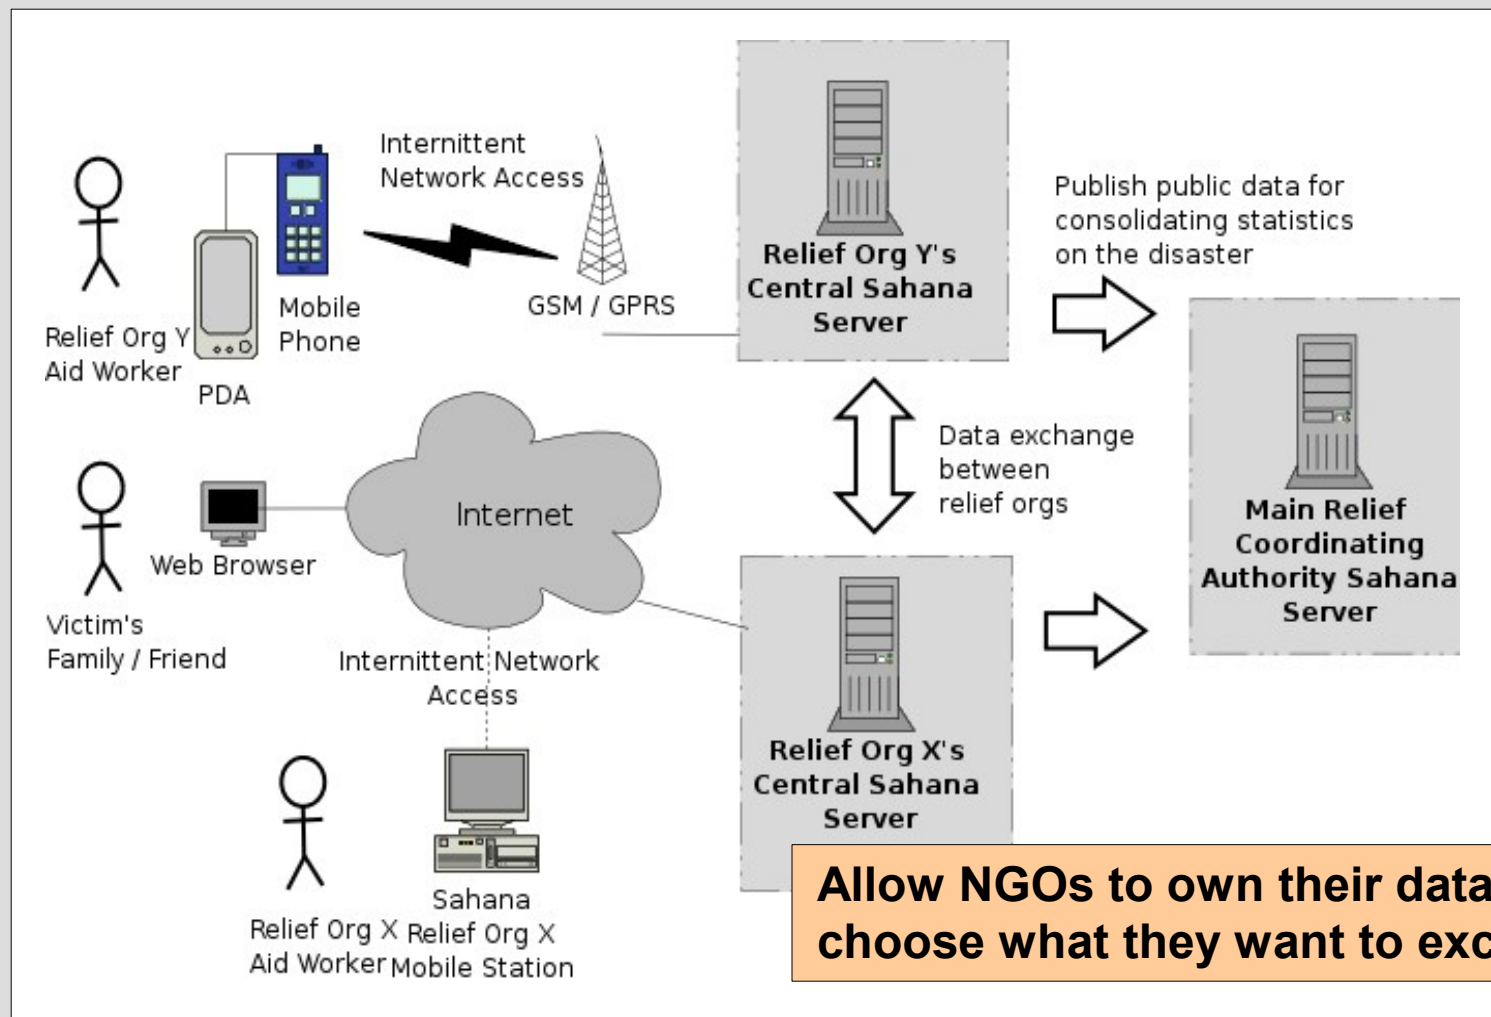 Internittent
Network Access
Publish public data for
consolidating statistics
on the disaster
Relief Org Y's
Central Sahana
Server
GSM / GPRS
Mobile
Phone
Relief Org Y
Aid Worker
PDA
Data exchange
between
relief orgs
Internet
Main Relief
Coordinating
Authority Sahana
Server
Web Browser
Victim's
Family / Friend
Internittent Network
Access
Relief Org X's
Central Sahana
Server
Allow NGOs to own their data
choose what they want to exc
Sahana
Relief Org X
Mobile Station
Relief Org X
Aid Worker